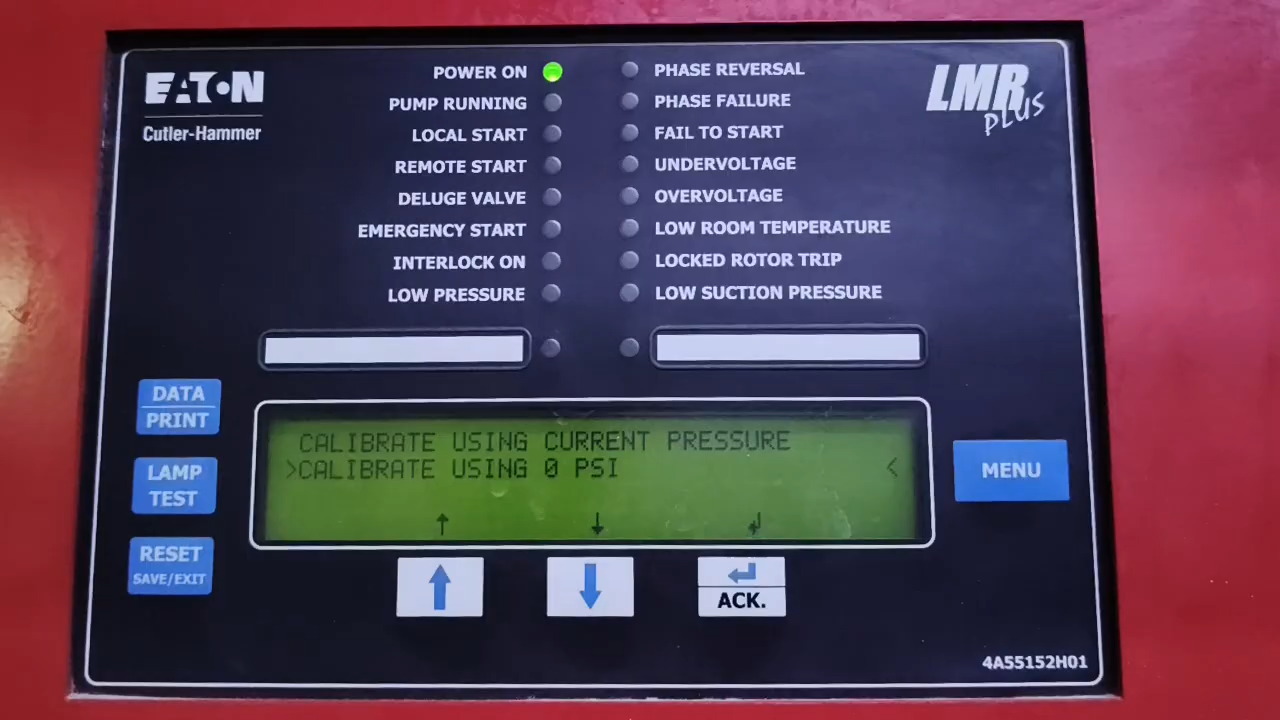 EATON
Cutler-Hammer
POWER ON
PUMP RUNNING
LOCAL START
REMOTE START
DELUGE VALVE
EMERGENCY START
INTERLOCK ON
LOW PRESSURE
PHASE REVERSAL
PHASE FAILURE
FAIL TO START
UNDERVOLTAGE
OVERVOLTAGE
LOW ROOM TEMPERATURE
LOCKED ROTOR TRIP
LOW SUCTION PRESSURE
LMR
PLUS
DATA
PRINT
LAMP
TEST
RESET
SAVE/EXIT
CALIBRATE USING CURRENT PRESSURE
>CALIBRATE USING 0 PSI <
↑ ↓ ↲
MENU
ACK.
4A55152H01